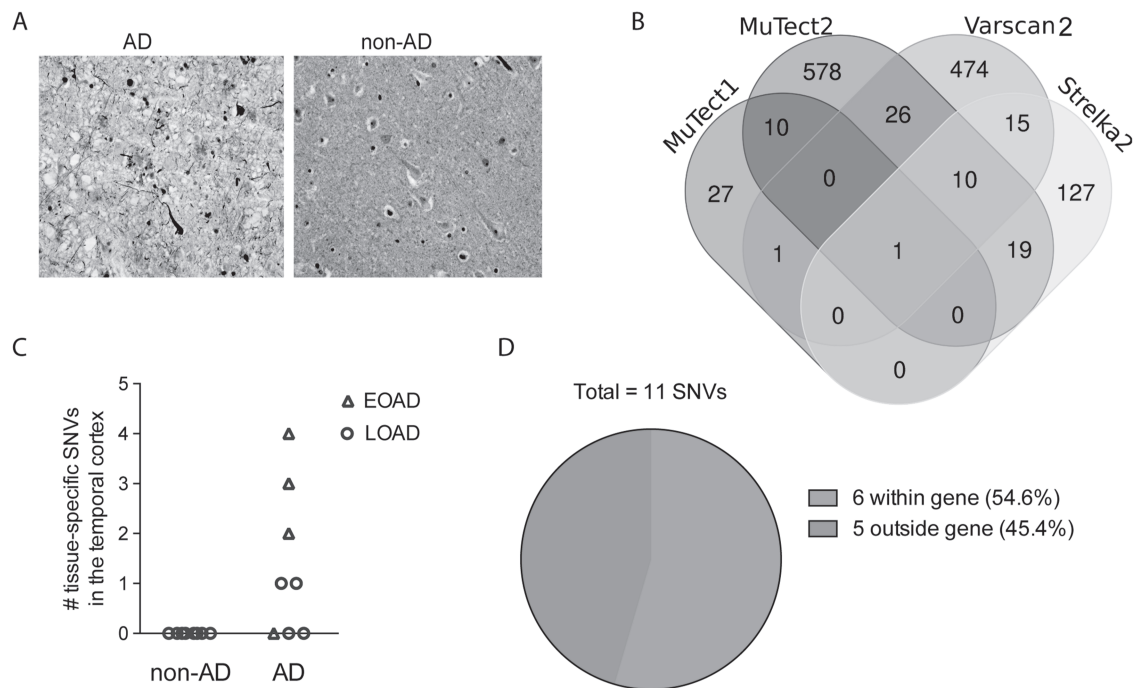 A
AD
non-AD
B
MuTect2
Varscan2
MuTect1
Strelka2
578
474
10
26
15
27
0
10
127
1
1
19
0
0
0
C
# tissue-specific SNVs
in the temporal cortex
5
4
3
2
1
0
non-AD
AD
EOAD
LOAD
D
Total = 11 SNVs
6 within gene (54.6%)
5 outside gene (45.4%)